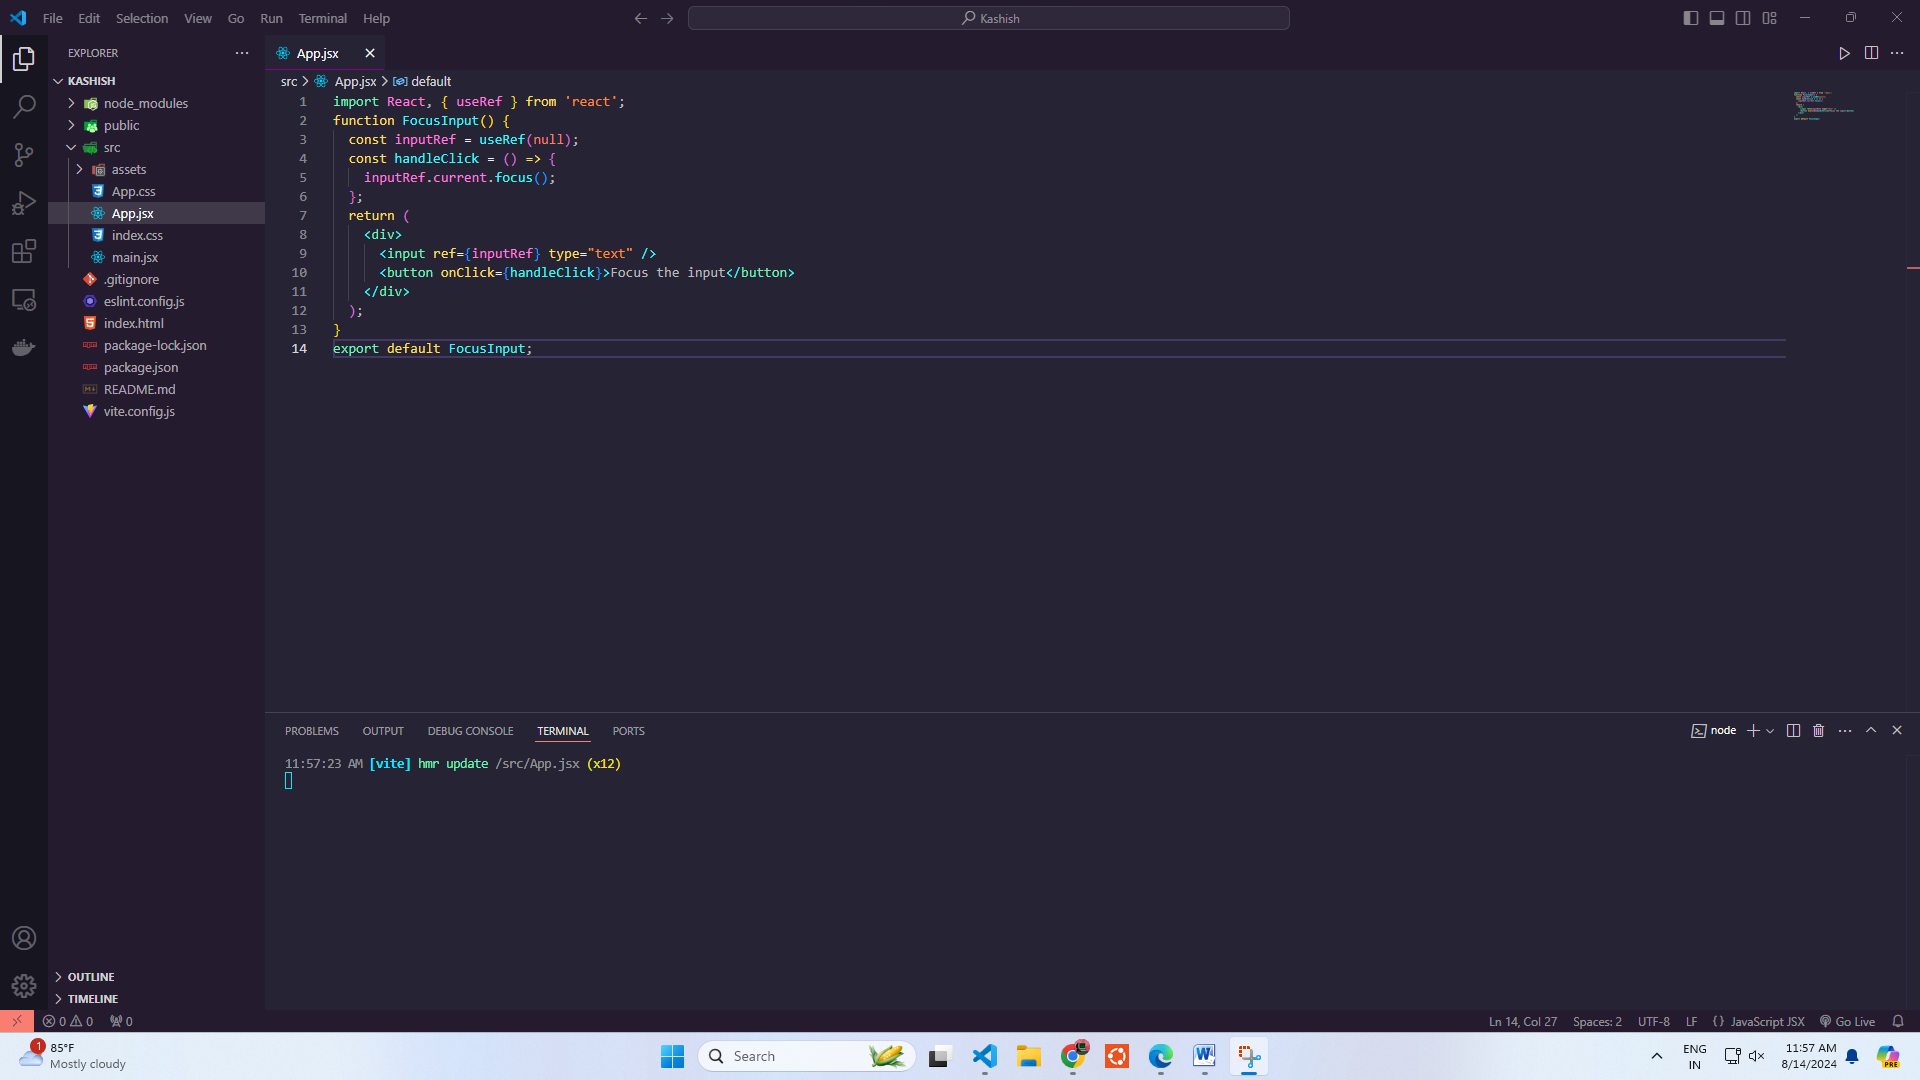 File Edit Selection View Go Run Terminal Help
Kashish
EXPLORER
KASHISH
node_modules
public
src
assets
App.css
App.jsx
index.css
main.jsx
.gitignore
eslint.config.js
index.html
package-lock.json
package.json
README.md
vite.config.js
OUTLINE
TIMELINE
App.jsx
src > App.jsx > default
1 import React, { useRef } from 'react';
2 function FocusInput() {
3   const inputRef = useRef(null);
4   const handleClick = () => {
5     inputRef.current.focus();
6   };
7   return (
8     <div>
9       <input ref={inputRef} type="text" />
10       <button onClick={handleClick}>Focus the input</button>
11     </div>
12   );
13 }
14 export default FocusInput;
PROBLEMS OUTPUT DEBUG CONSOLE TERMINAL PORTS
node
11:57:23 AM [vite] hmr update /src/App.jsx (x12)
0 0 0
Ln 14, Col 27 Spaces: 2 UTF-8 LF {} JavaScript JSX Go Live
1
85°F
Mostly cloudy
Search
ENG
IN
11:57 AM
8/14/2024
PRE